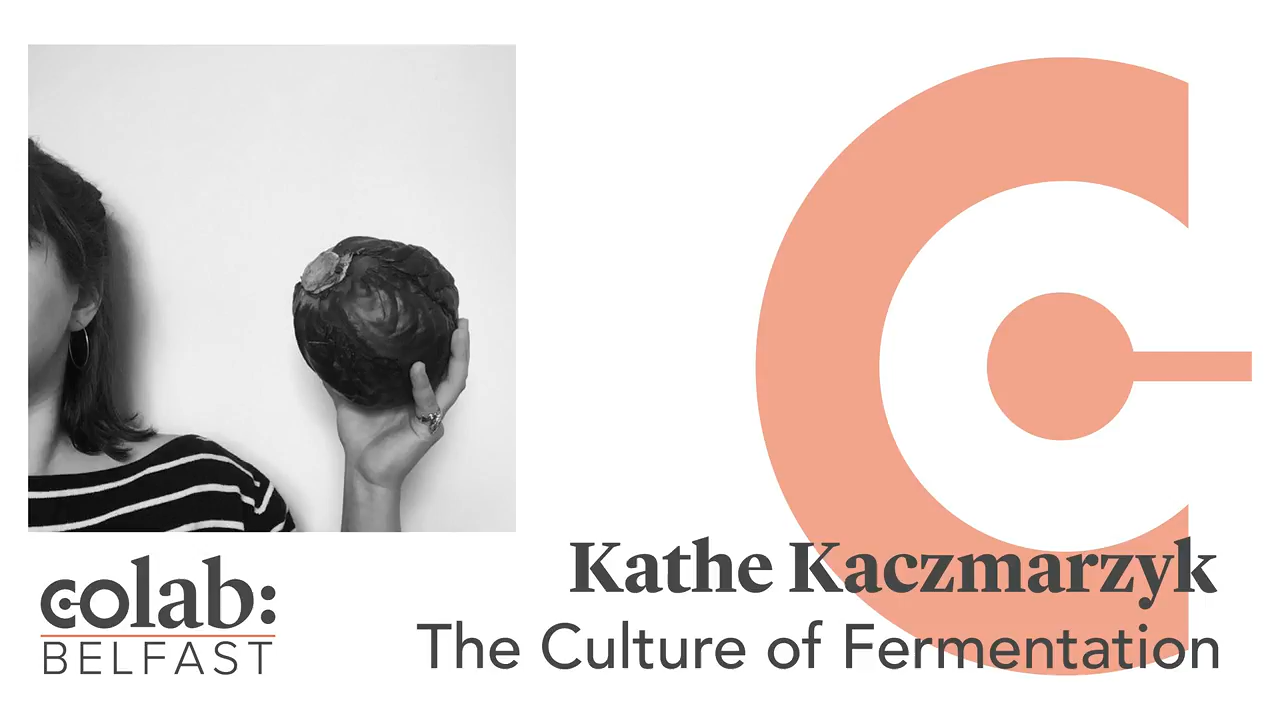 colab:
BELFAST
Kathe Kaczmarzyk
The Culture of Fermentation